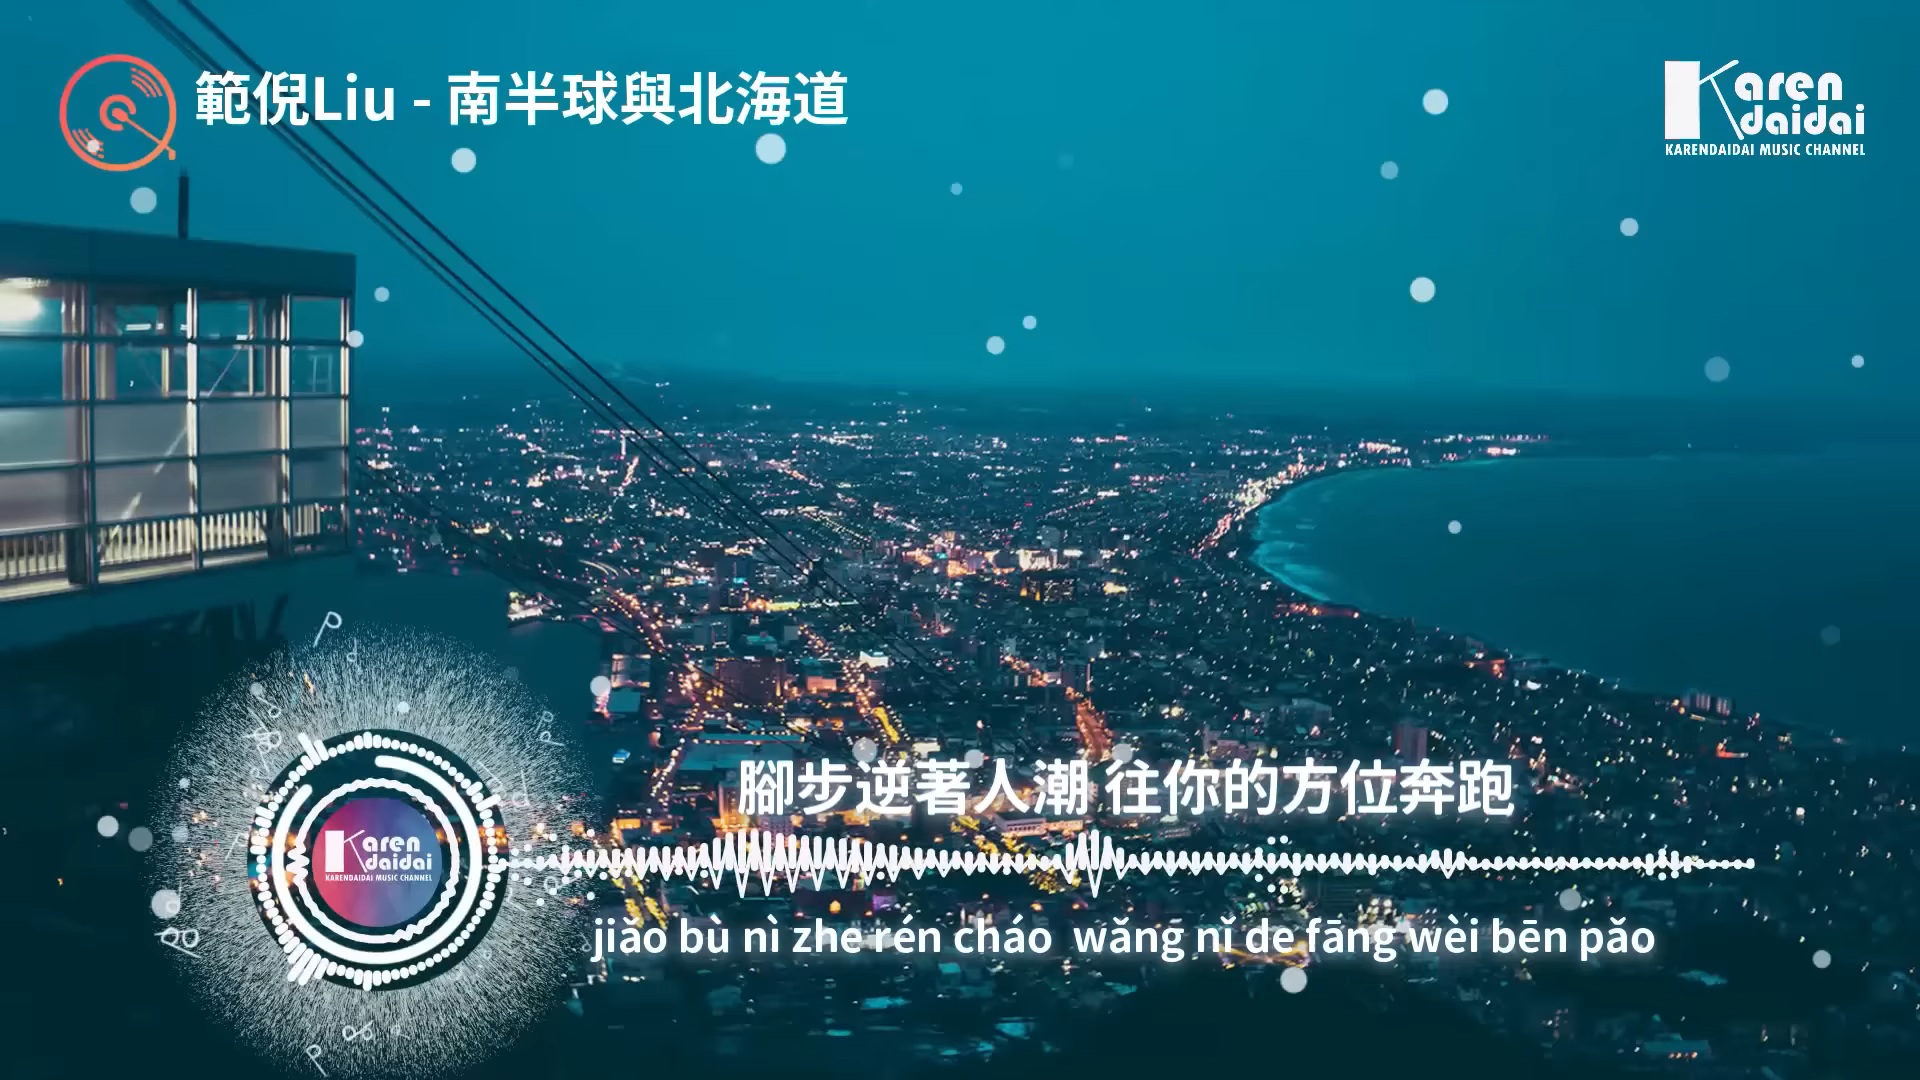 範倪Liu - 南半球與北海道
Karen
daidai
KARENDAIDAI MUSIC CHANNEL
腳步逆著人潮 往你的方位奔跑
Karen
daidai
KARENDAIDAI MUSIC CHANNEL
jiǎo bù nì zhe rén cháo  wǎng nǐ de fāng wèi bēn pǎo